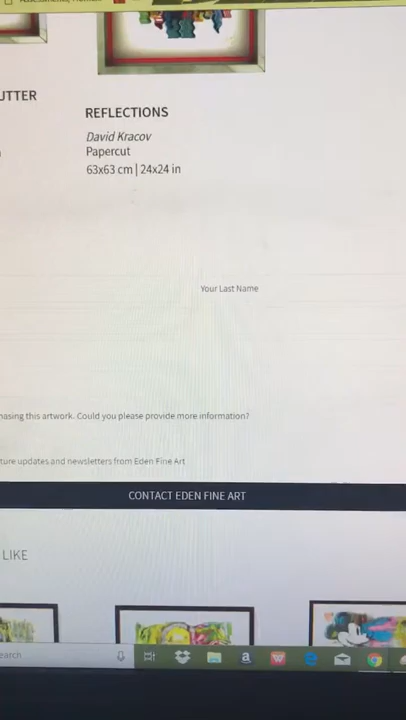 UTTER
REFLECTIONS
David Kracov
Papercut
63x63 cm | 24x24 in
Your Last Name
hasing this artwork. Could you please provide more information?
ture updates and newsletters from Eden Fine Art
CONTACT EDEN FINE ART
LIKE
earch